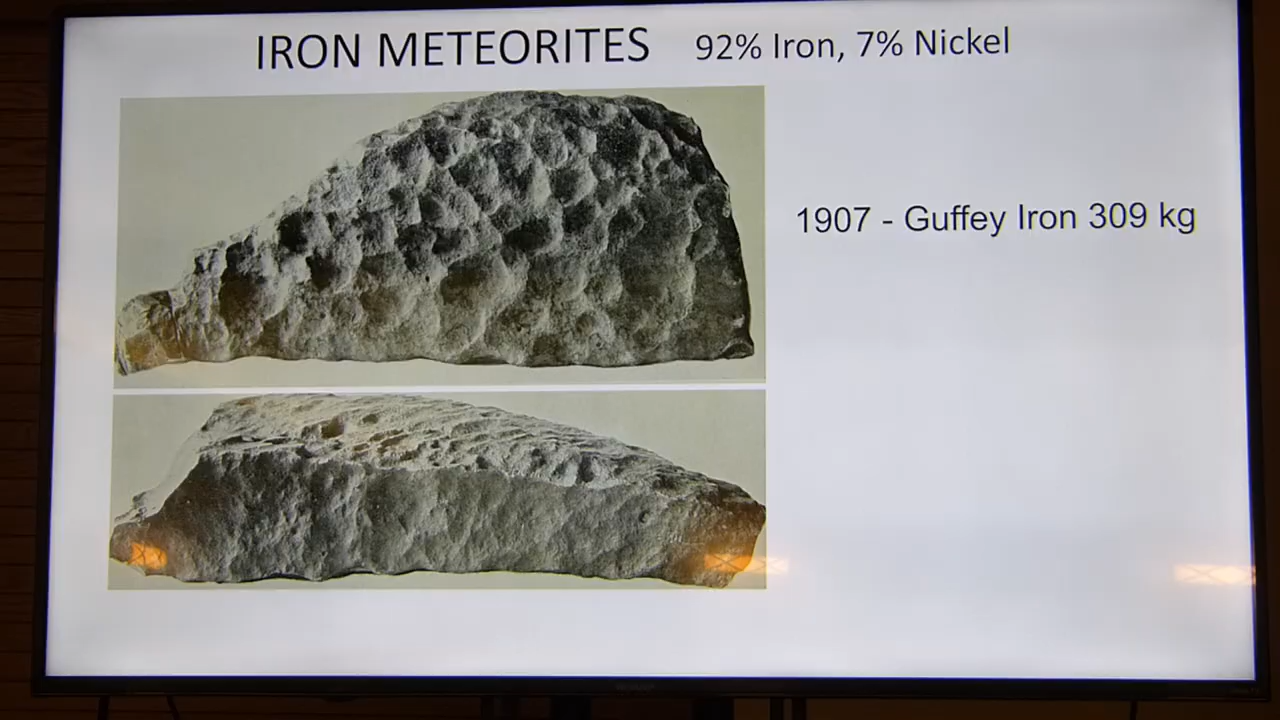 IRON METEORITES 92% Iron, 7% Nickel
1907 - Guffey Iron 309 kg